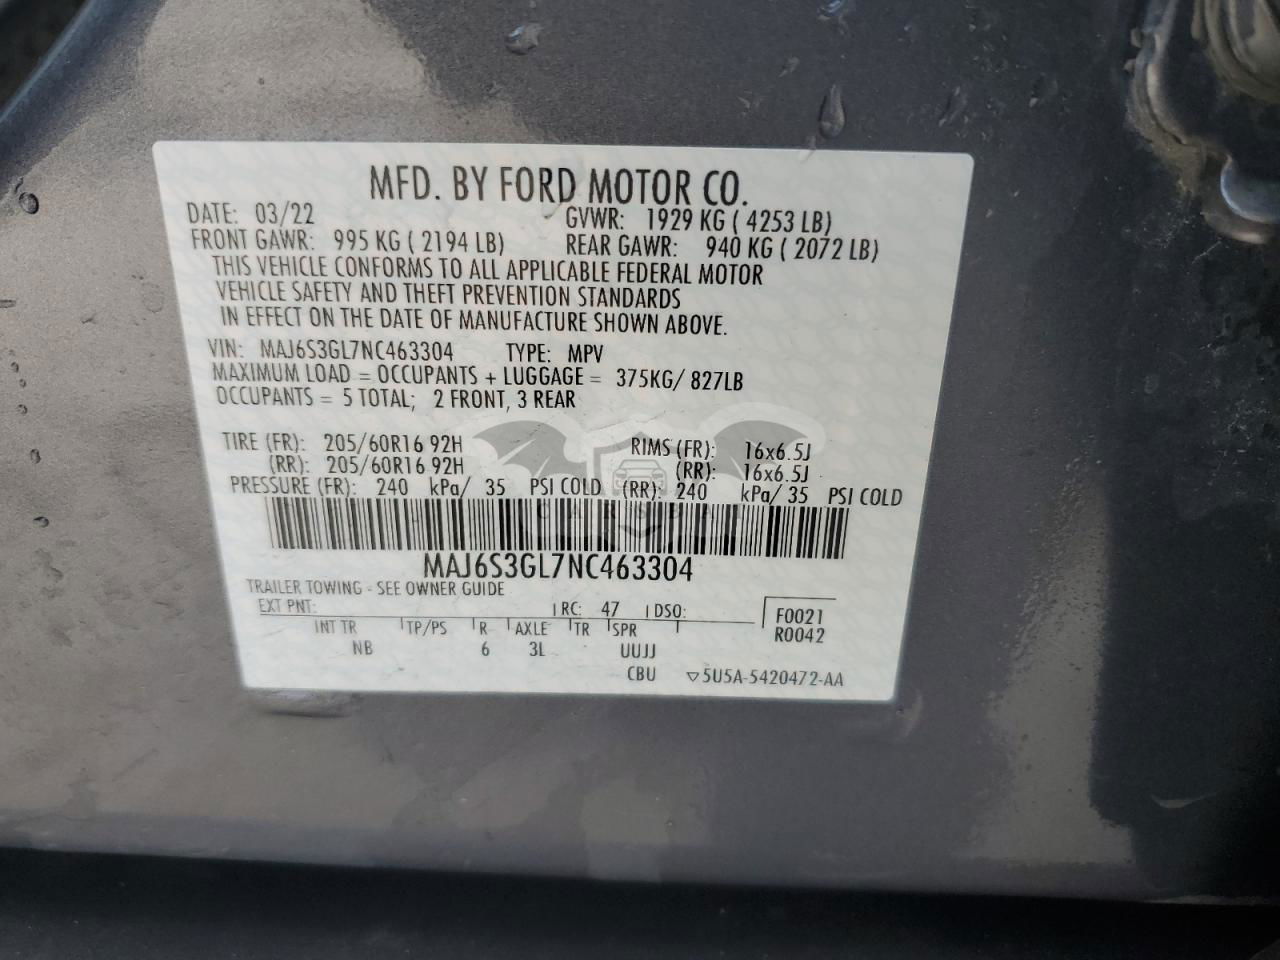 MFD. BY FORD MOTOR CO.
DATE: 03/22 GVWR: 1929 KG ( 4253 LB)
FRONT GAWR: 995 KG ( 2194 LB) REAR GAWR: 940 KG ( 2072 LB)
THIS VEHICLE CONFORMS TO ALL APPLICABLE FEDERAL MOTOR
VEHICLE SAFETY AND THEFT PREVENTION STANDARDS
IN EFFECT ON THE DATE OF MANUFACTURE SHOWN ABOVE.
VIN: MAJ6S3GL7NC463304 TYPE: MPV
MAXIMUM LOAD = OCCUPANTS + LUGGAGE = 375KG/ 827LB
OCCUPANTS = 5 TOTAL; 2 FRONT, 3 REAR
TIRE (FR): 205/60R16 92H RIMS (FR): 16x6.5J
(RR): 205/60R16 92H (RR): 16x6.5J
PRESSURE (FR): 240 kPa/ 35 PSI COLD (RR): 240 kPa/ 35 PSI COLD
MAJ6S3GL7NC463304
TRAILER TOWING - SEE OWNER GUIDE
EXT PNT: RC: 47 DSO: F0021
R0042
INT TR TP/PS R AXLE TR SPR
NB 6 3L UUJJ
CBU ▽5U5A-5420472-AA